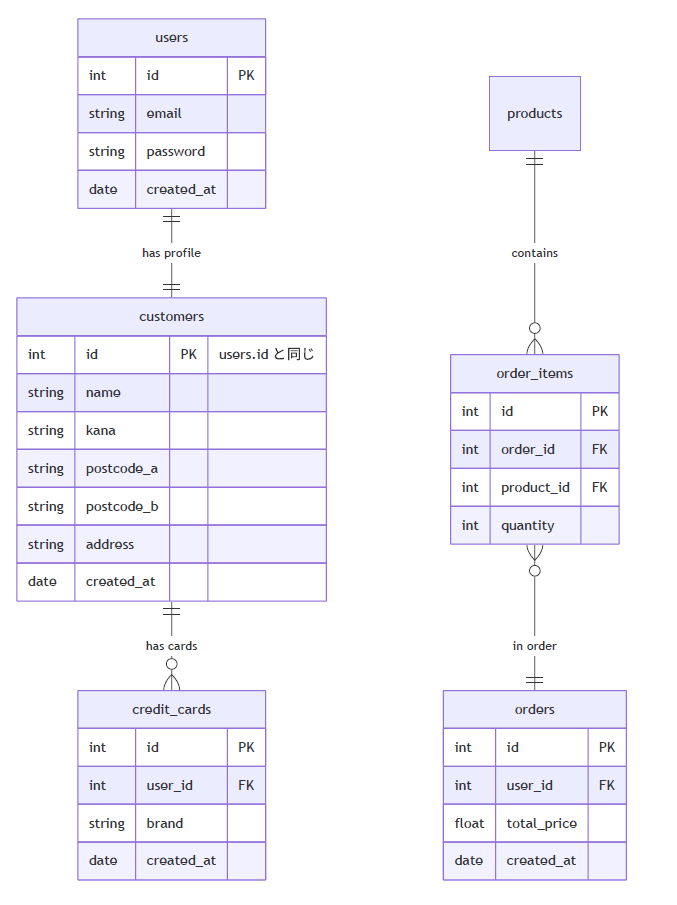 users
int id PK
string email
string password
date created_at
has profile
customers
int id PK users.id と同じ
string name
string kana
string postcode_a
string postcode_b
string address
date created_at
has cards
credit_cards
int id PK
int user_id FK
string brand
date created_at
products
contains
order_items
int id PK
int order_id FK
int product_id FK
int quantity
in order
orders
int id PK
int user_id FK
float total_price
date created_at